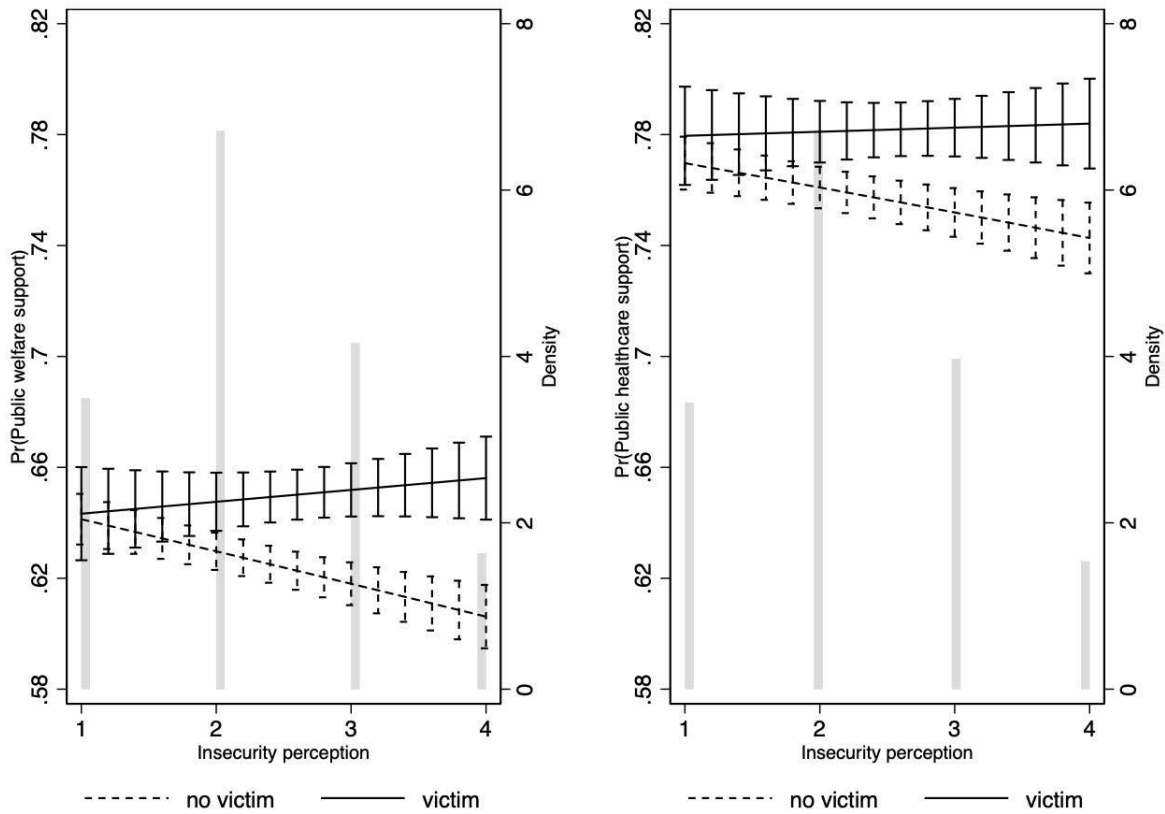 .82
.78
.74
.7
.66
.62
.58
Pr(Public welfare support)
8
6
4
2
0
Density
1 2 3 4
Insecurity perception
no victim victim
.82
.78
.74
.7
.66
.62
.58
Pr(Public healthcare support)
8
6
4
2
0
Density
1 2 3 4
Insecurity perception
no victim victim